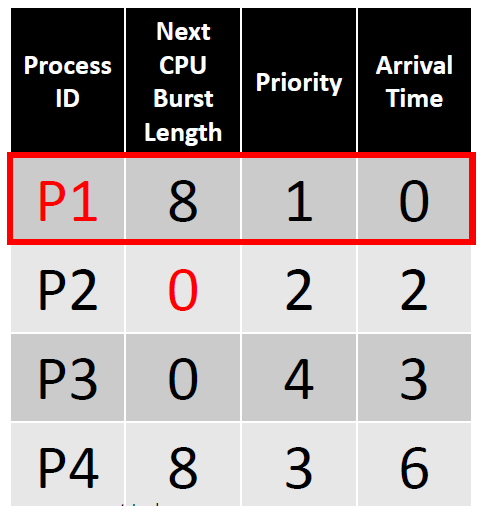 Process ID Next CPU Burst Length Priority Arrival Time
P1 8 1 0
P2 0 2 2
P3 0 4 3
P4 8 3 6